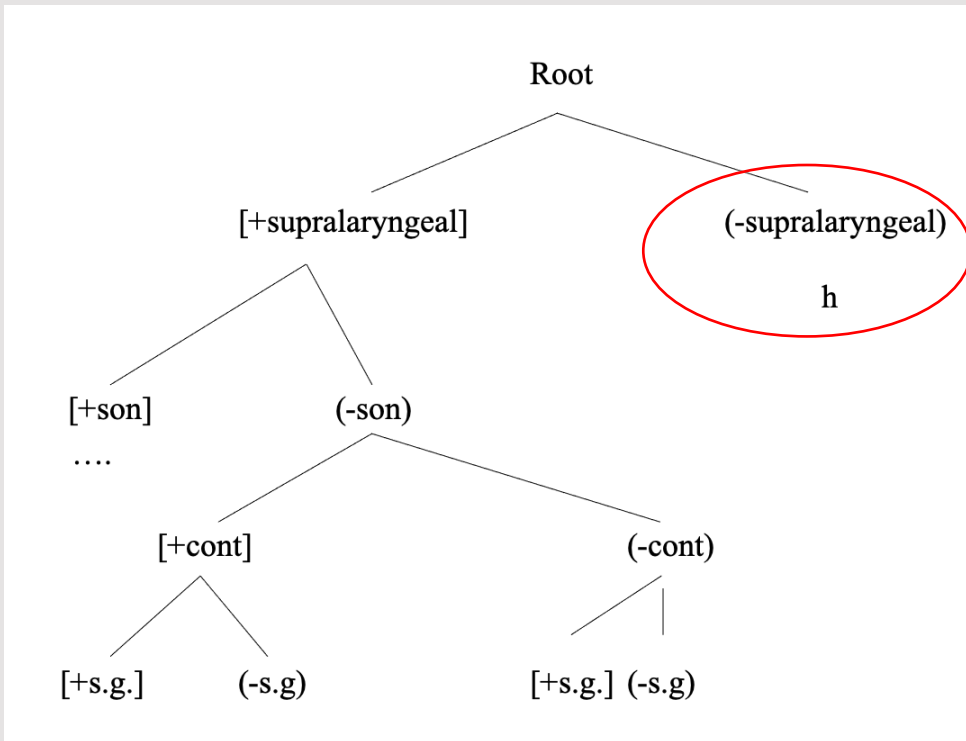 Root
[+supralaryngeal] (-supralaryngeal)
h
[+son] (-son)
....
[+cont] (-cont)
[+s.g.] (-s.g) [+s.g.] (-s.g)